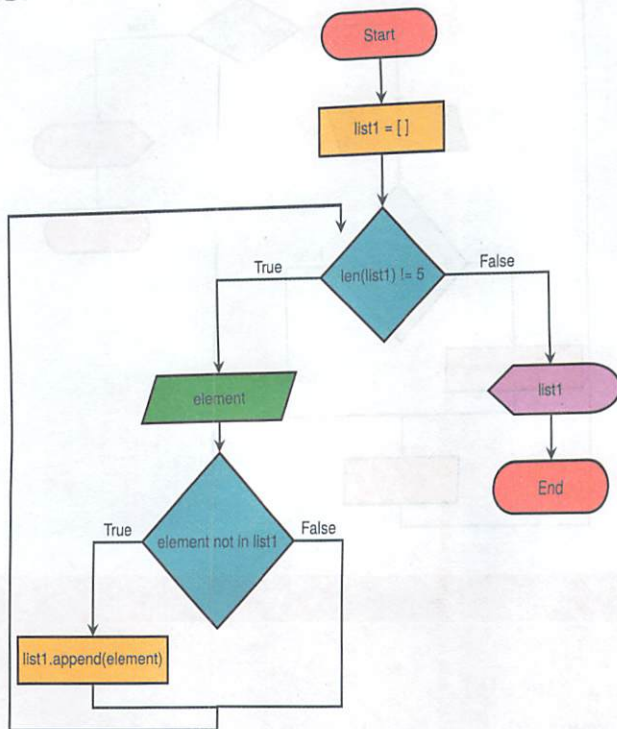 Start
list1 = [ ]
len(list1) != 5
True
False
element
list1
End
element not in list1
True
False
list1.append(element)